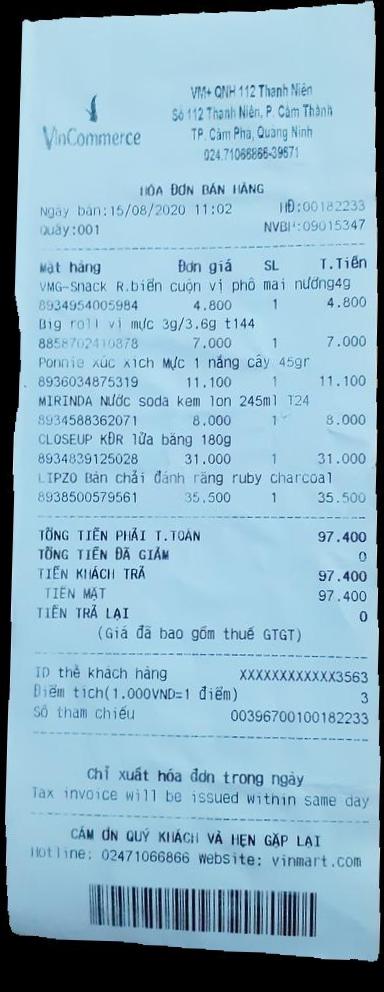 VinCommerce
VM+ QNH 112 Thanh Niên
Số 112 Thanh Niên, P. Cẩm Thành
TP. Cẩm Phả, Quảng Ninh
024.71066866-39571
HÓA ĐƠN BÁN HÀNG
Ngày bán:15/08/2020 11:02 HĐ:00182233
Quầy:001 NVBH:09015347
Mặt hàng Đơn giá SL T.Tiền
VMG-Snack R.biển cuộn vị phô mai nướng4g
8934954005984 4.800 1 4.800
Big roll vị mực 3g/3.6g t144
8858702410878 7.000 1 7.000
Ponnie xúc xích Mực 1 nắng cây 45gr
8936034875319 11.100 1 11.100
MIRINDA Nước soda kem lon 245ml T24
8934588362071 8.000 1 8.000
CLOSEUP KĐR lửa băng 180g
8934839125028 31.000 1 31.000
LIPZO Bàn chải đánh răng ruby charcoal
8938500579561 35.500 1 35.500
TỔNG TIỀN PHẢI T.TOÁN 97.400
TỔNG TIỀN ĐÃ GIẢM 0
TIỀN KHÁCH TRẢ 97.400
TIỀN MẶT 97.400
TIỀN TRẢ LẠI 0
(Giá đã bao gồm thuế GTGT)
ID thẻ khách hàng XXXXXXXXXXXX3563
Điểm tích(1.000VND=1 điểm) 3
Số tham chiếu 00396700100182233
Chỉ xuất hóa đơn trong ngày
Tax invoice will be issued within same day
CẢM ƠN QUÝ KHÁCH VÀ HẸN GẶP LẠI
Hotline: 02471066866 Website: vinmart.com